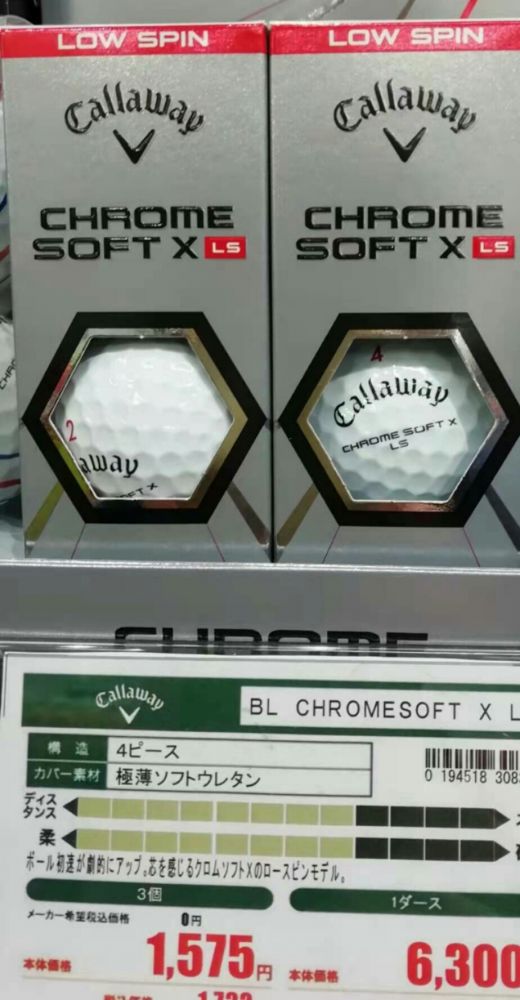 LOW SPIN
LOW SPIN
Callaway
Callaway
CHROME
SOFT X LS
CHROME
SOFT X LS
2
4
Callaway
CHROME SOFT X
LS
CHROME
Callaway
BL CHROMESOFT X
構造 4ピース
カバー素材 極薄ソフトウレタン
0 194518 308
ディス
タンス
柔
ボール初速が劇的にアップ。芯を感じるクロムソフトXのロースピンモデル。
3個
1ダース
メーカー希望税込価格 0円
本体価格 1,575円
本体価格 6,300